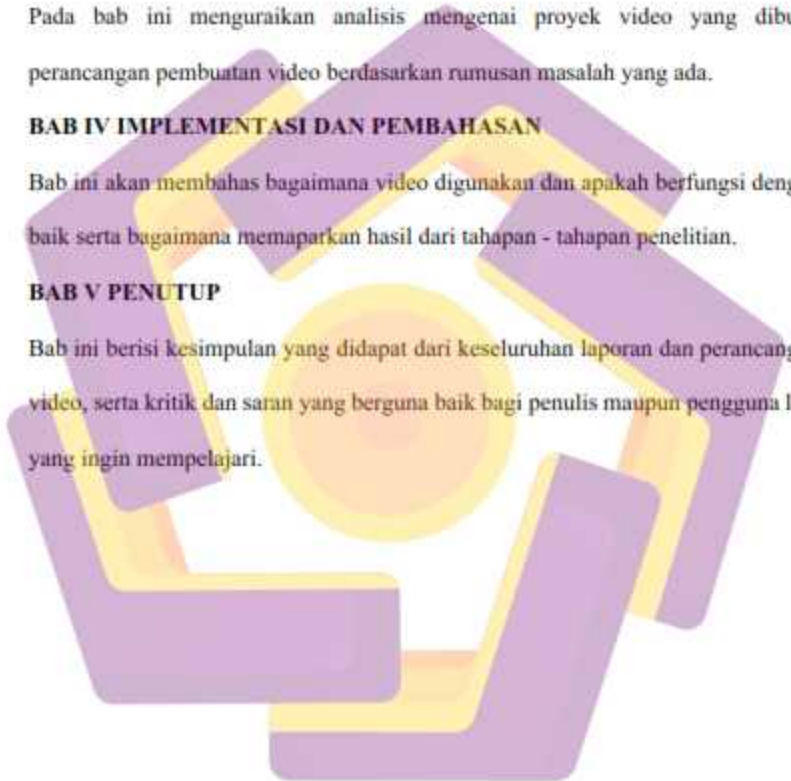 Pada bab ini menguraikan analisis mengenai proyek video yang
perancangan pembuatan video berdasarkan rumusan masalah yang ada.
BAB IV IMPLEMENTASI DAN PEMBAHASAN
Bab ini akan membahas bagaimana video digunakan dan apakah berfungsi
baik serta bagaimana memaparkan hasil dari tahapan - tahapan penelitian.
BAB V PENUTUP
Bab ini berisi kesimpulan yang didapat dari keseluruhan laporan dan
video, serta kritik dan saran yang berguna baik bagi penulis maupun pengguna
yang ingin mempelajari.